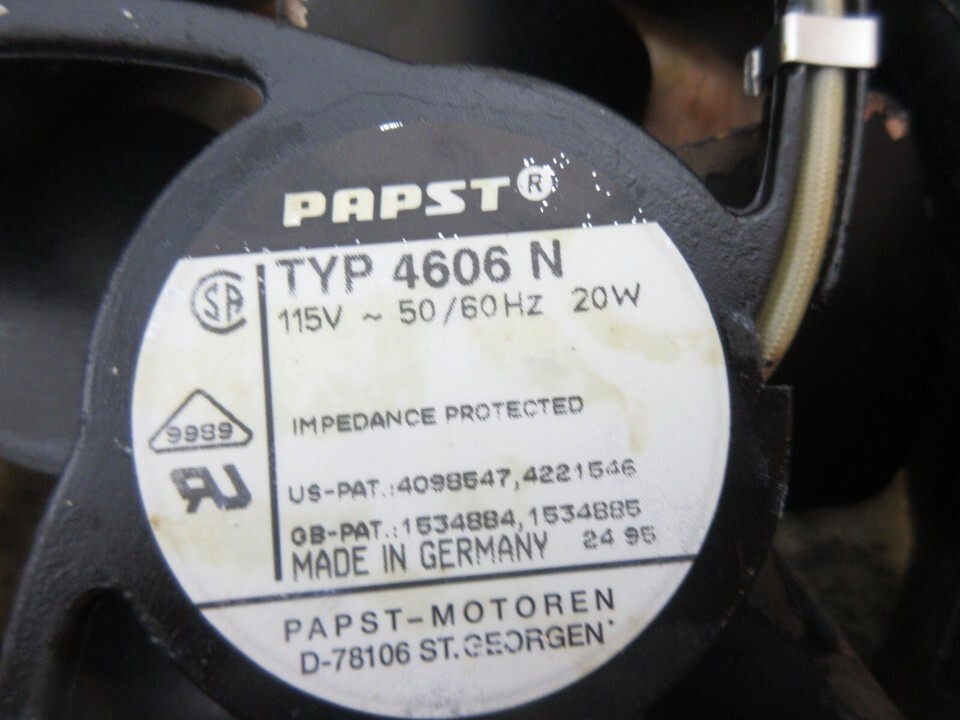 PAPST®
TYP 4606 N
115V ~ 50/60Hz 20W
IMPEDANCE PROTECTED
9989
US-PAT.:4098547,4221546
GB-PAT.:1534884,1534885
MADE IN GERMANY 24 95
PAPST-MOTOREN
D-78106 ST.GEORGEN